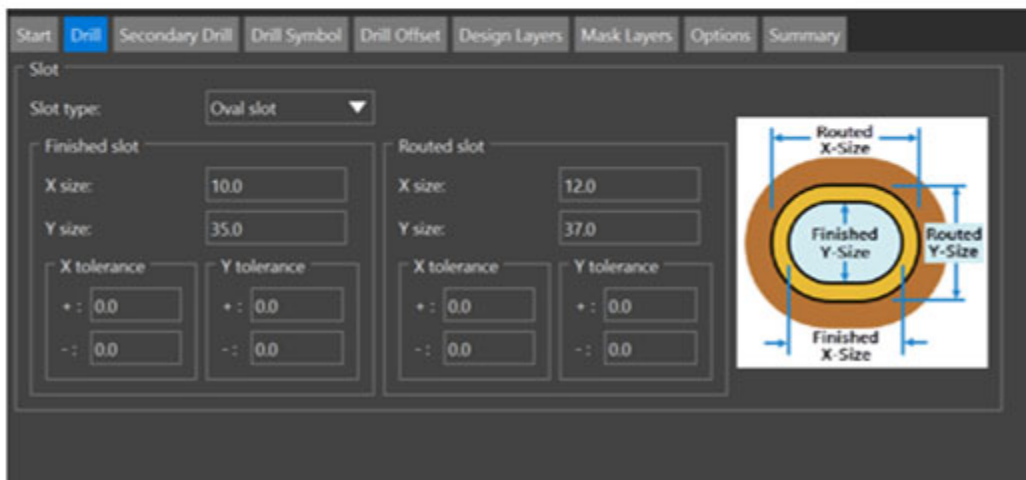 Start Drill Secondary Drill Drill Symbol Drill Offset Design Layers Mask Layers Options Summary
Slot
Slot type: Oval slot
Finished slot
X size: 10.0
Y size: 35.0
X tolerance
+ : 0.0
- : 0.0
Y tolerance
+ : 0.0
- : 0.0
Routed slot
X size: 12.0
Y size: 37.0
X tolerance
+ : 0.0
- : 0.0
Y tolerance
+ : 0.0
- : 0.0
Routed
X-Size
Finished
Y-Size
Routed
Y-Size
Finished
X-Size